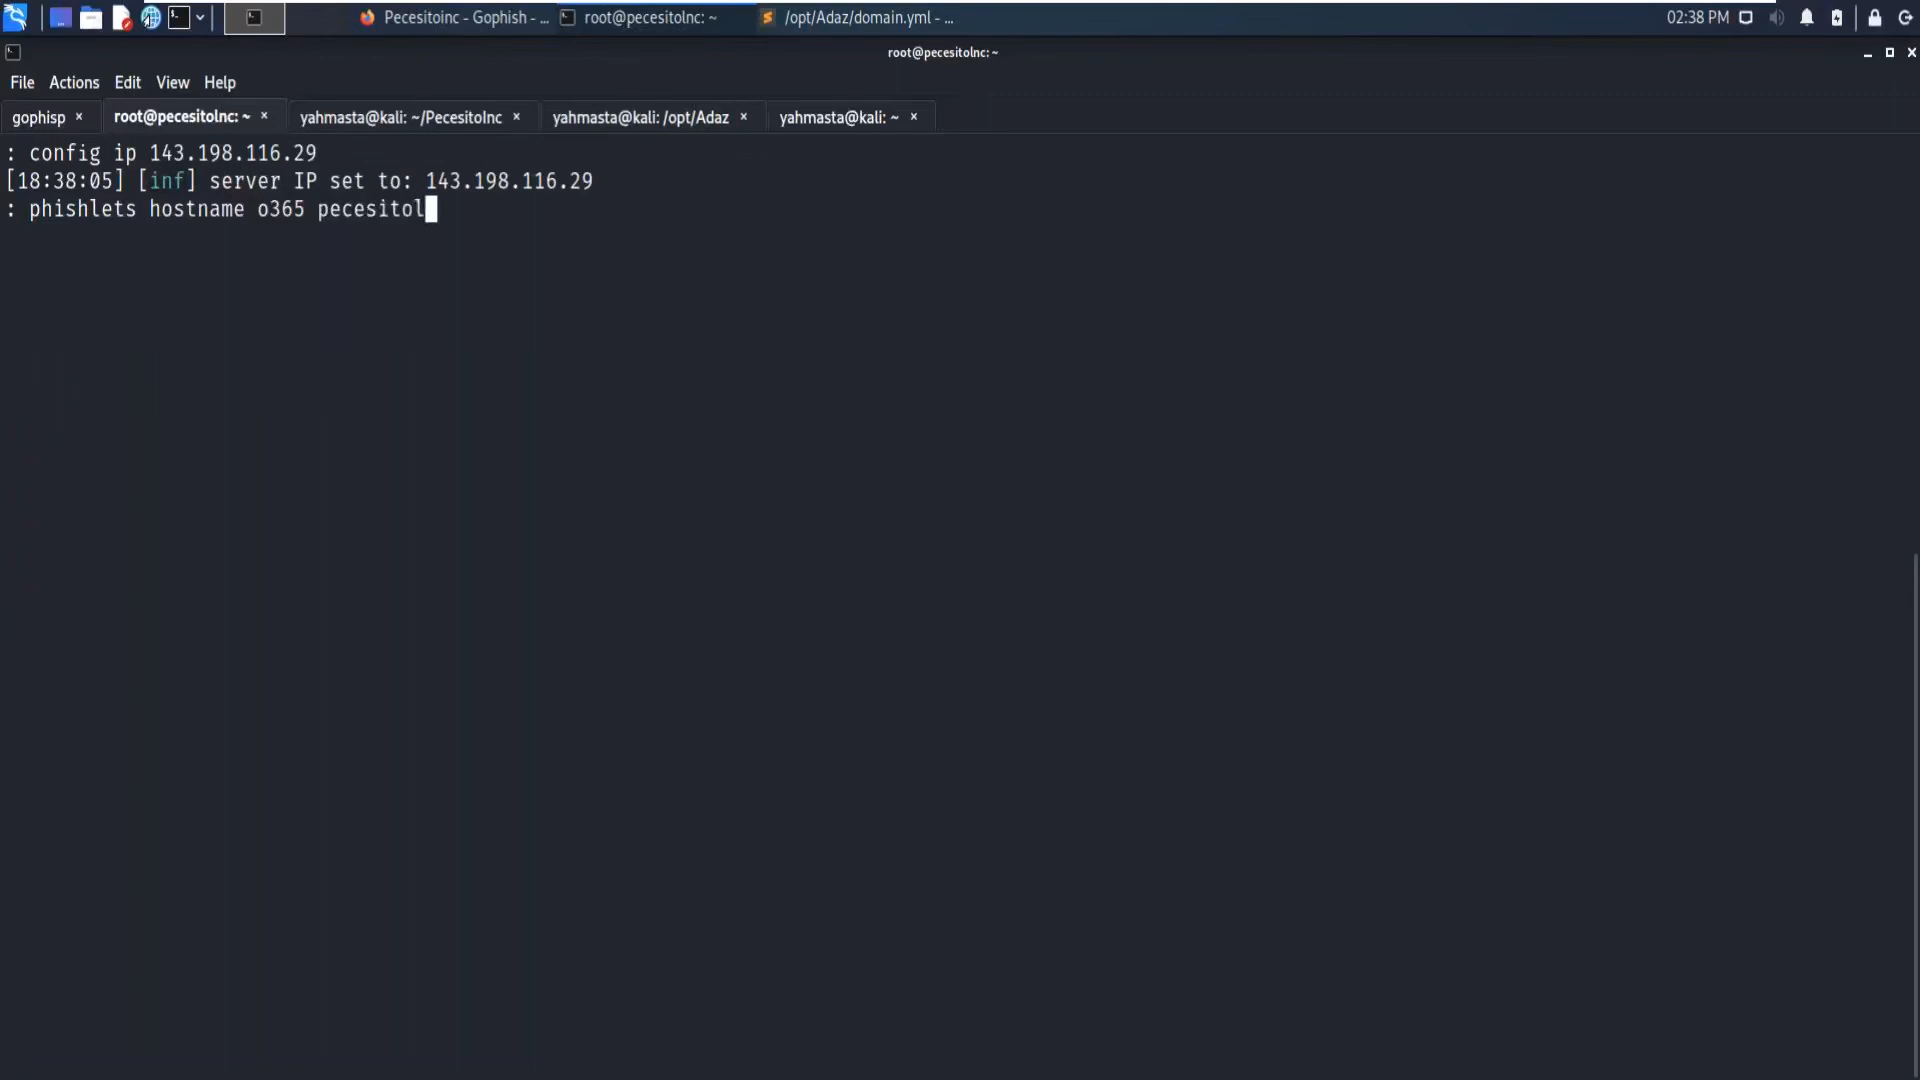 Pecesitoinc - Gophish - ...
root@pecesitolnc: ~
/opt/Adaz/domain.yml - ...
02:38 PM
root@pecesitolnc: ~
File Actions Edit View Help
gophisp ×
root@pecesitolnc: ~ ×
yahmasta@kali: ~/PecesitoInc ×
yahmasta@kali: /opt/Adaz ×
yahmasta@kali: ~ ×
: config ip 143.198.116.29
[18:38:05] [inf] server IP set to: 143.198.116.29
: phishlets hostname o365 pecesitol